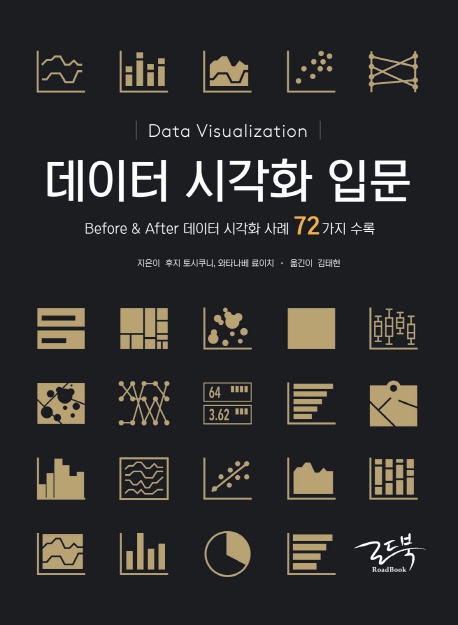 | Data Visualization |
데이터 시각화 입문
Before & After 데이터 시각화 사례 72가지 수록
지은이 후지 토시쿠니, 와타나베 료이치 · 옮긴이 김태현
64
3.62
로드북
RoadBook